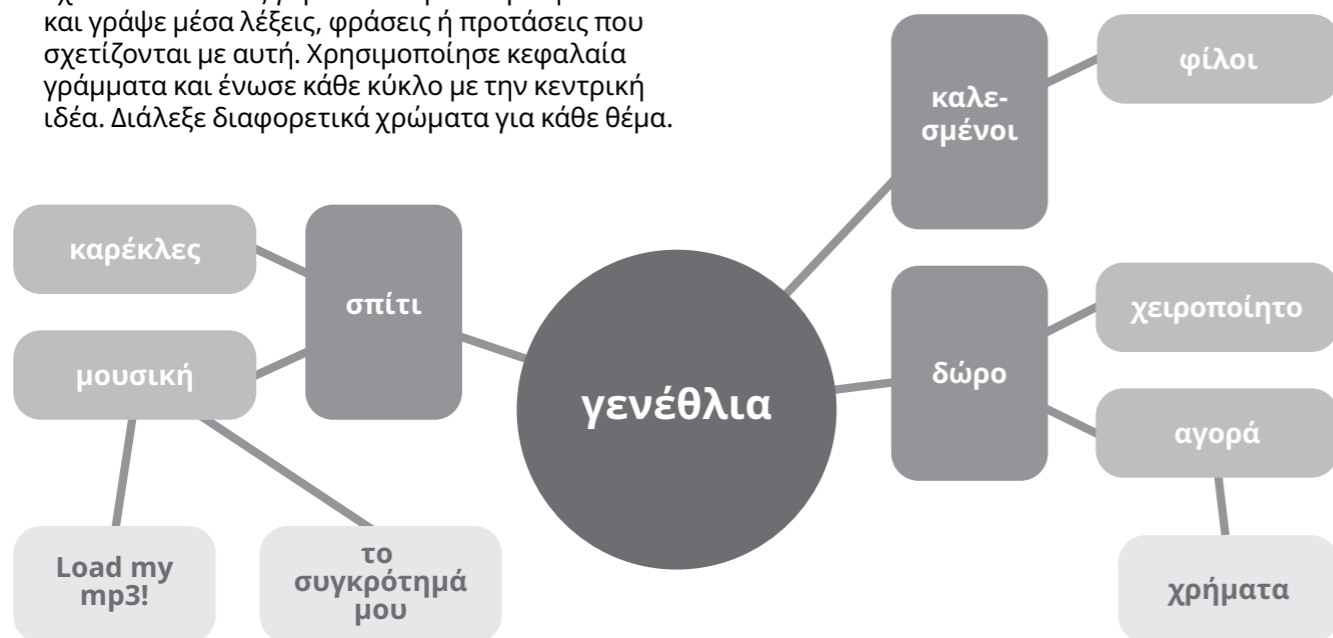 και γράψε μέσα λέξεις, φράσεις ή προτάσεις που
σχετίζονται με αυτή. Χρησιμοποίησε κεφαλαία
γράμματα και ένωσε κάθε κύκλο με την κεντρική
ιδέα. Διάλεξε διαφορετικά χρώματα για κάθε θέμα.
καλε-
σμένοι
φίλοι
καρέκλες
σπίτι
μουσική
γενέθλια
δώρο
χειροποίητο
αγορά
Load my
mp3!
το
συγκρότημά
μου
χρήματα